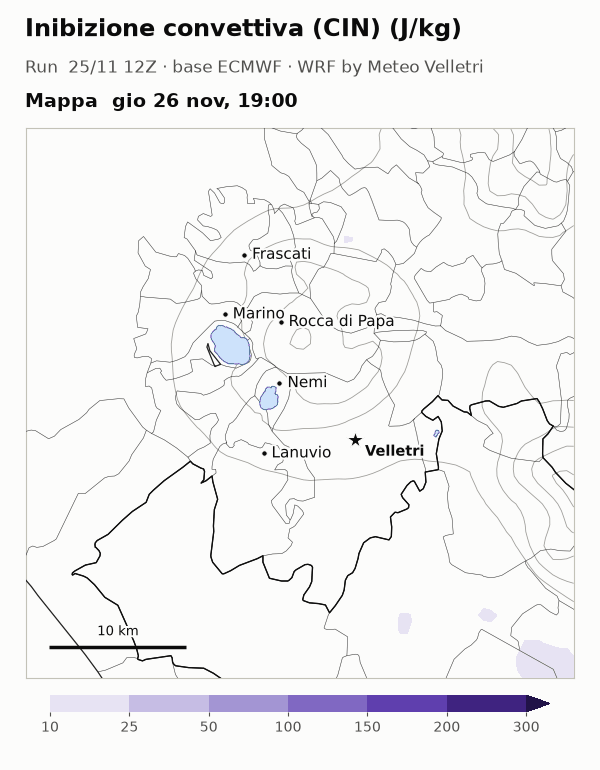 Inibizione convettiva (CIN) (J/kg)
Run  25/11 12Z · base ECMWF · WRF by Meteo Velletri
Mappa  gio 26 nov, 19:00
Frascati
Marino
Rocca di Papa
Nemi
Velletri
Lanuvio
10 km
10 25 50 100 150 200 300